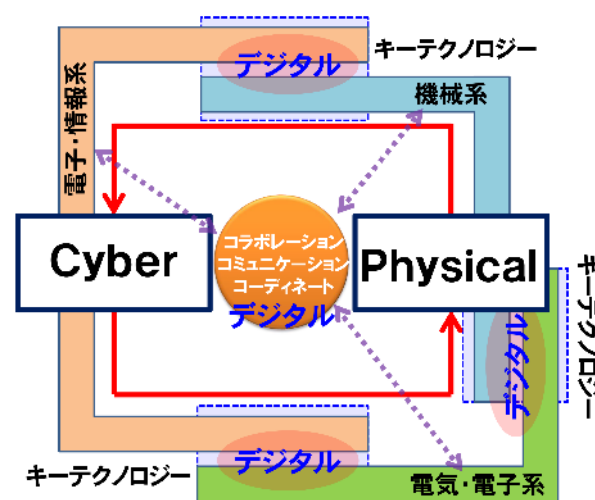 キーテクノロジー
デジタル
機械系
電子・情報系
Cyber
コラボレーション
コミュニケーション
コーディネート
デジタル
Physical
キーテクノロジー
デジタル
デジタル
キーテクノロジー
電気・電子系